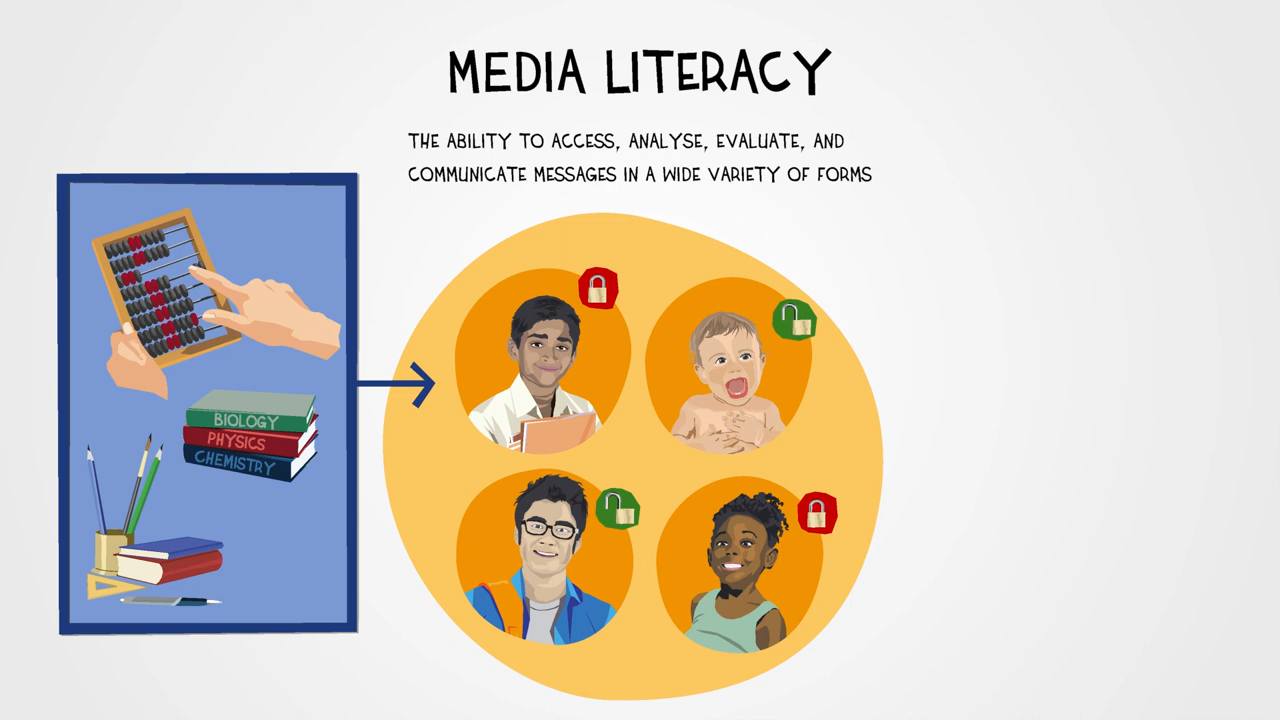 MEDIA LITERACY
THE ABILITY TO ACCESS, ANALYSE, EVALUATE, AND
COMMUNICATE MESSAGES IN A WIDE VARIETY OF FORMS
BIOLOGY
PHYSICS
CHEMISTRY